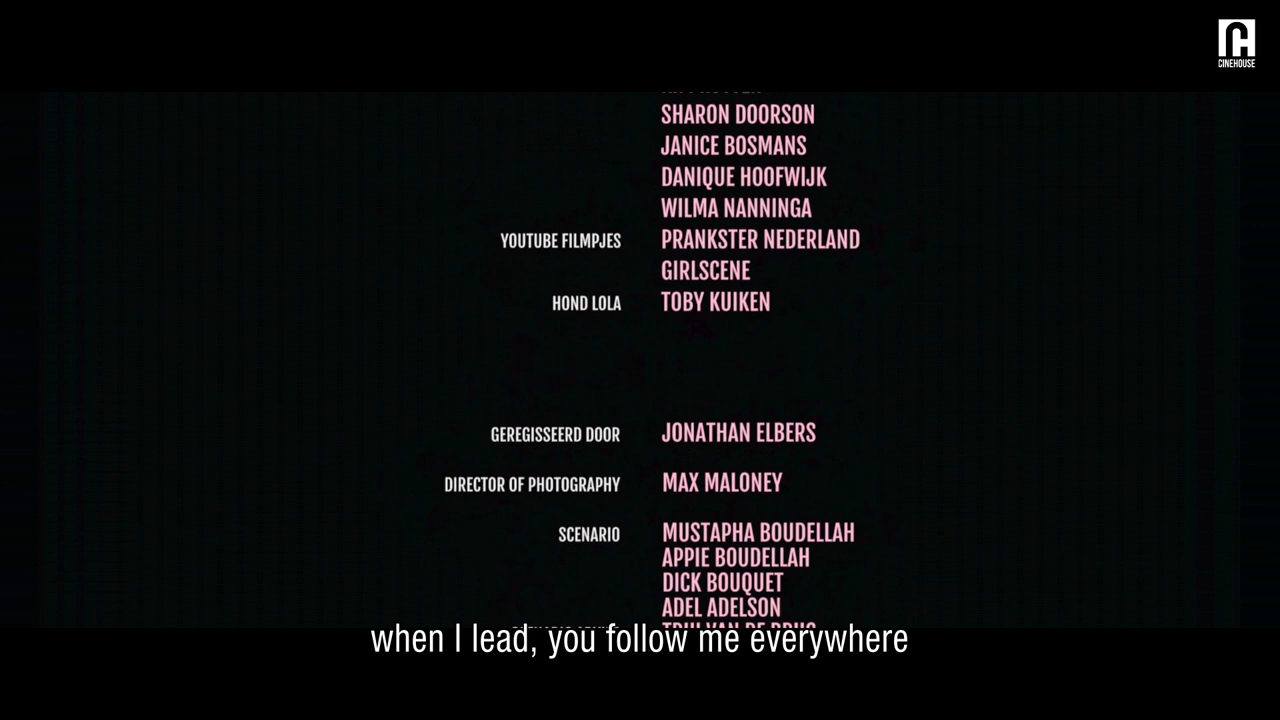 CINEHOUSE
SHARON DOORSON
JANICE BOSMANS
DANIQUE HOOFWIJK
WILMA NANNINGA
YOUTUBE FILMPJES PRANKSTER NEDERLAND
GIRLSCENE
HOND LOLA TOBY KUIKEN
GEREGISSEERD DOOR JONATHAN ELBERS
DIRECTOR OF PHOTOGRAPHY MAX MALONEY
SCENARIO MUSTAPHA BOUDELLAH
APPIE BOUDELLAH
DICK BOUQUET
ADEL ADELSON
when I lead, you follow me everywhere